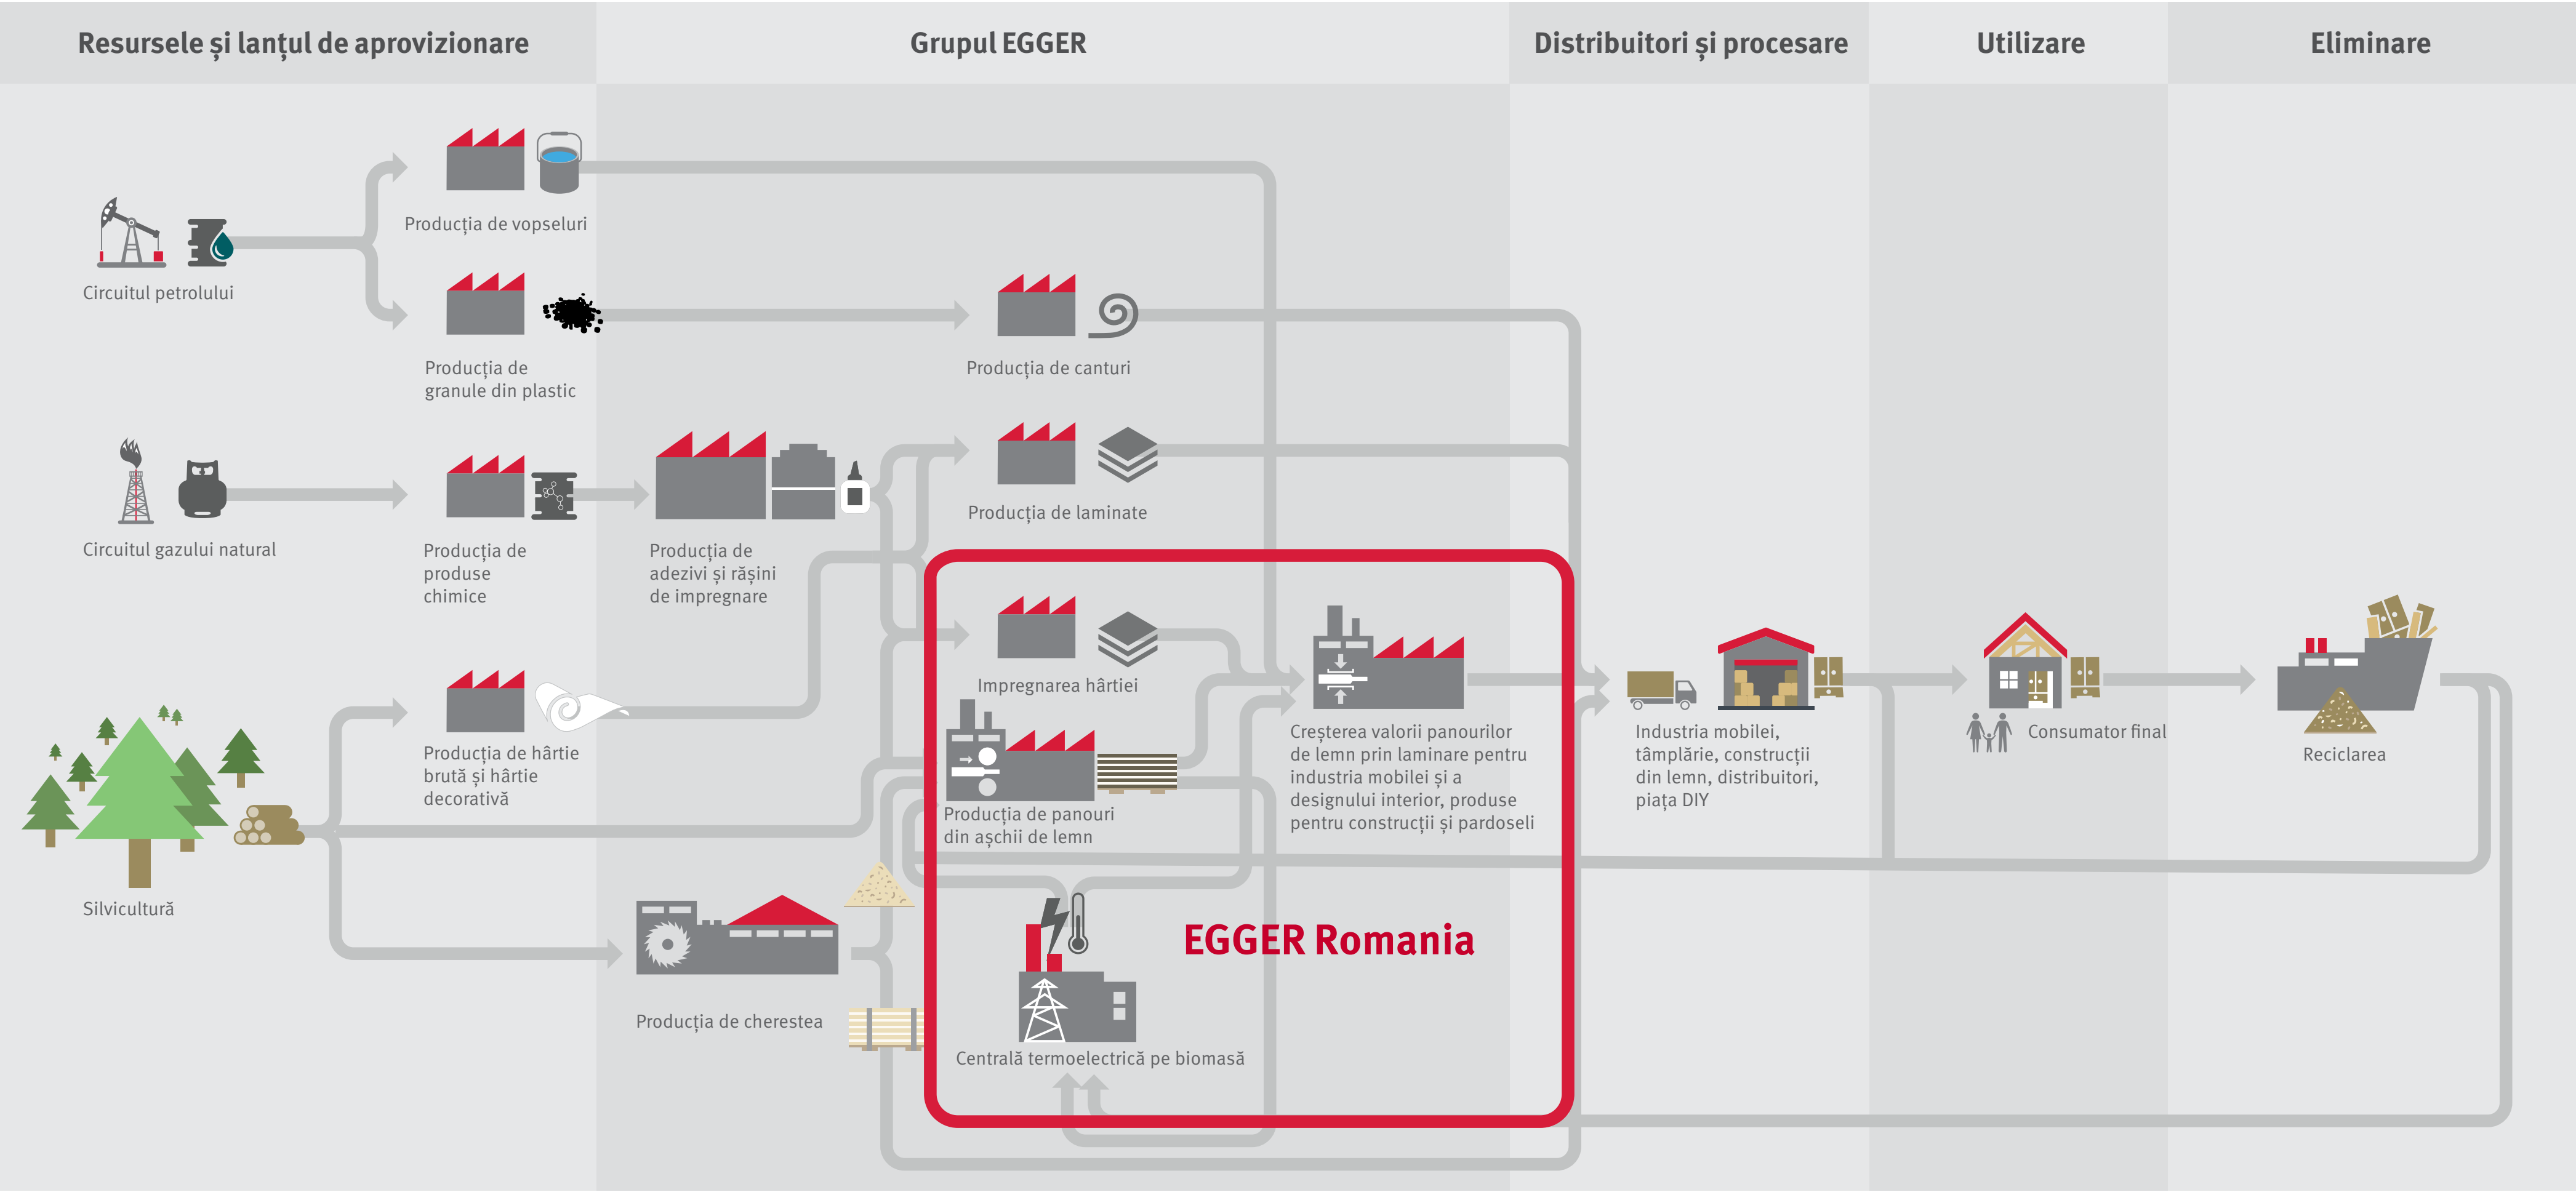 Resursele și lanțul de aprovizionare
Grupul EGGER
Distribuitori și procesare
Utilizare
Eliminare
Producția de vopseluri
Circuitul petrolului
Producția de
granule din plastic
Producția de canturi
Circuitul gazului natural
Producția de
produse
chimice
Producția de
adezivi și rășini
de impregnare
Producția de laminate
Impregnarea hârtiei
Silvicultură
Producția de hârtie
brută și hârtie
decorativă
Producția de panouri
din așchii de lemn
Creșterea valorii panourilor
de lemn prin laminare pentru
industria mobilei și a
designului interior, produse
pentru construcții și pardoseli
Industria mobilei,
tâmplărie, construcții
din lemn, distribuitori,
piața DIY
Consumator final
Reciclarea
Producția de cherestea
EGGER Romania
Centrală termoelectrică pe biomasă